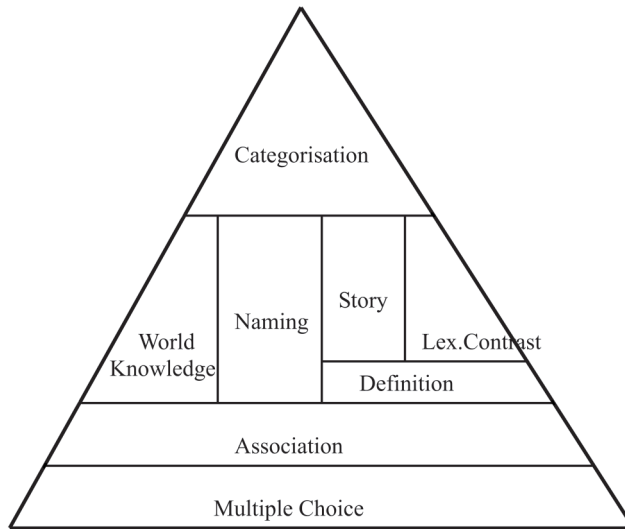 Categorisation
World
Knowledge
Naming
Story
Lex.Contrast
Definition
Association
Multiple Choice